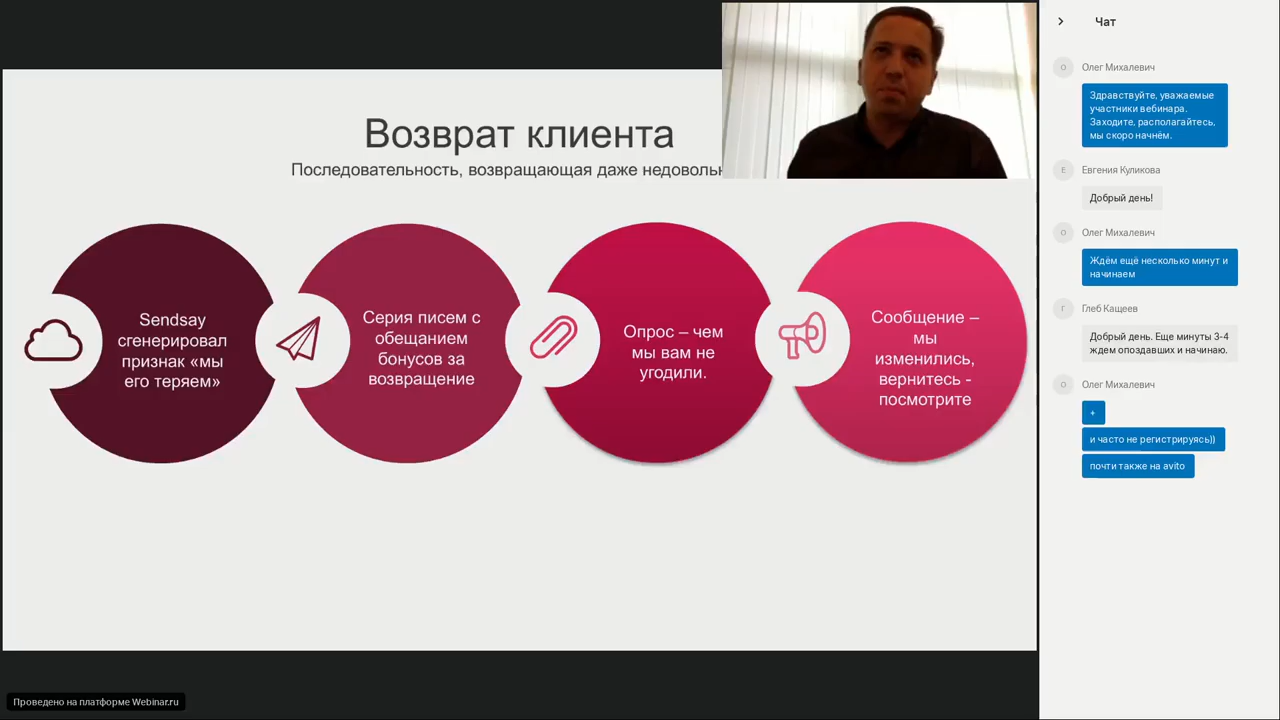 Возврат клиента
Последовательность, возвращающая даже
Sendsay
сгенерировал
признак «мы
его теряем»
Серия писем с
обещанием
бонусов за
возвращение
Опрос – чем
мы вам не
угодили.
Сообщение –
мы
изменились,
вернитесь -
посмотрите
Проведено на платформе Webinar.ru
Чат
О
Олег Михалевич
Здравствуйте, уважаемые
участники вебинара.
Заходите, располагайтесь,
мы скоро начнём.
Е
Евгения Куликова
Добрый день!
О
Олег Михалевич
Ждём ещё несколько минут и
начинаем
Г
Глеб Кащеев
Добрый день. Еще минуты 3-4
ждем опоздавших и начинаю.
О
Олег Михалевич
+
и часто не регистрируясь))
почти также на avito